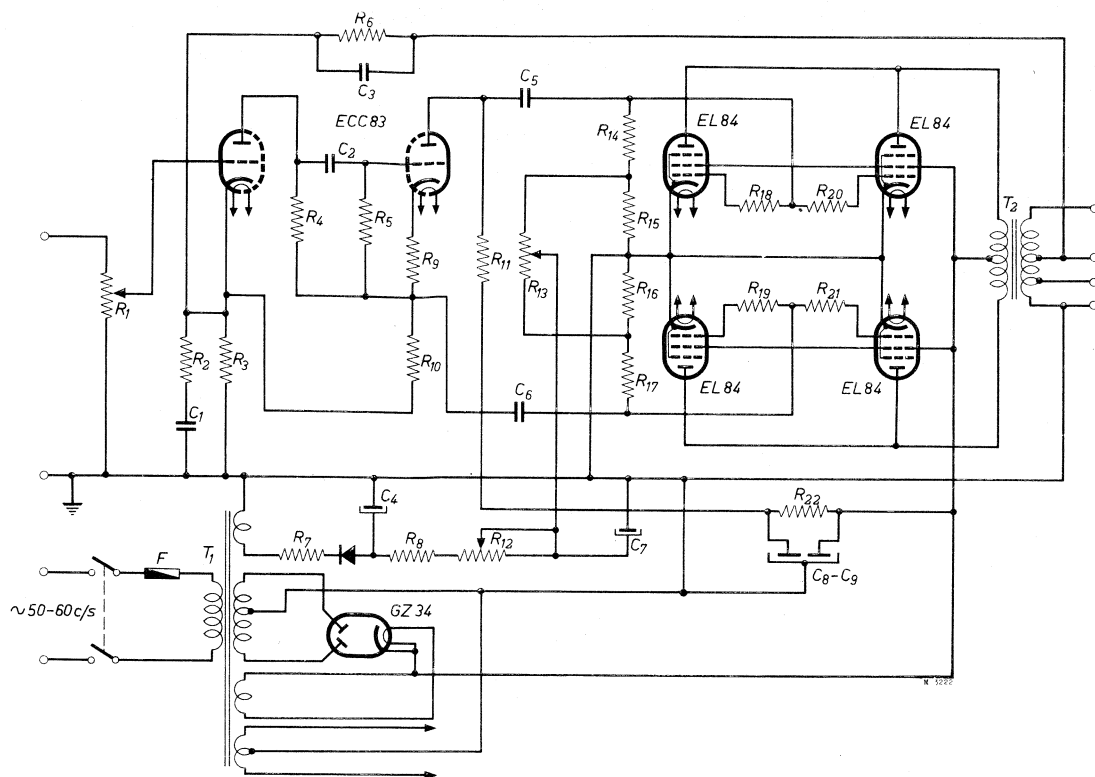 R6
C3
ECC83
C5
EL84
EL84
C2
R14
R18
R20
T2
R4
R5
R9
R11
R13
R15
R16
R19
R21
R1
R2
R3
R10
R17
EL84
EL84
C6
C1
C4
R22
R7
R8
R12
C7
C8-C9
F
T1
~50-60c/s
GZ34
N 1222